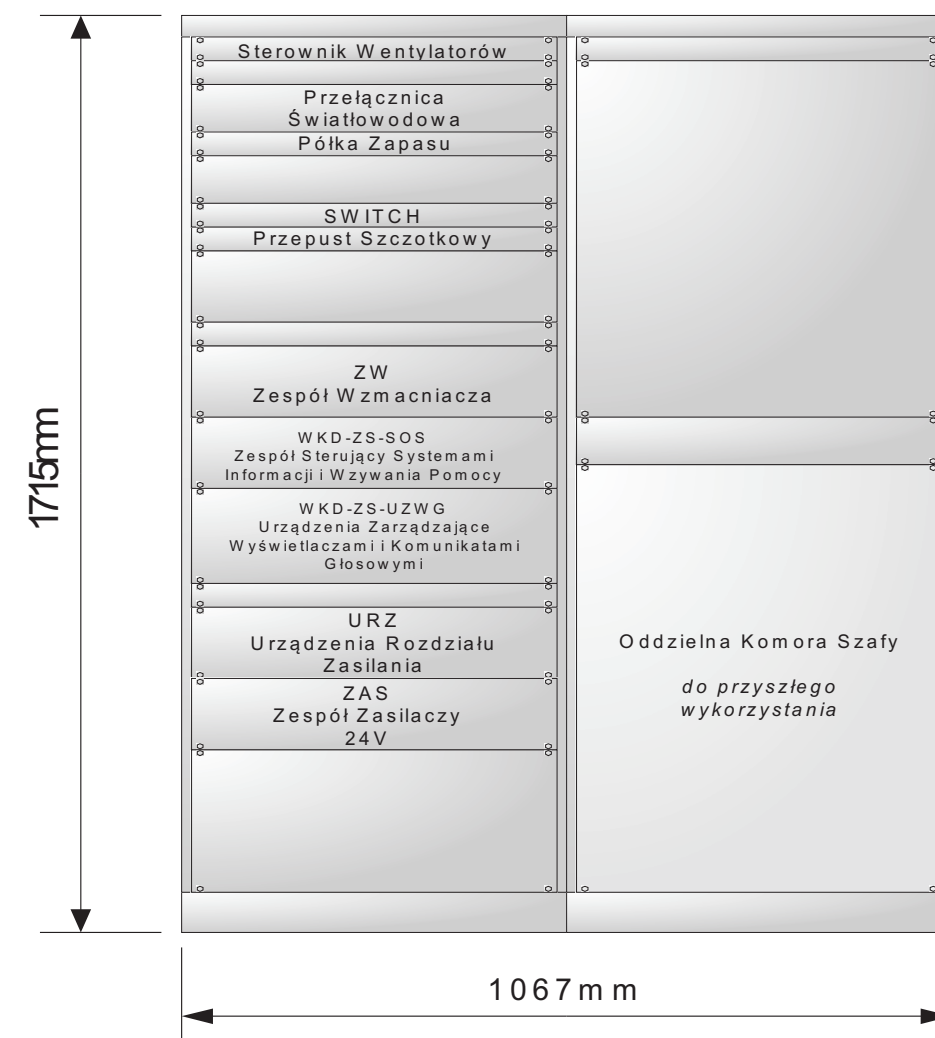 Sterownik Wentylatorów
Przełącznica
Światłowodowa
Półka Zapasu
SWITCH
Przepust Szczotkowy
ZW
Zespół Wzmacniacza
WKD-ZS-SOS
Zespół Sterujący Systemami
Informacji i Wzywania Pomocy
WKD-ZS-UZWG
Urządzenia Zarządzające
Wyświetlaczami i Komunikatami
Głosowymi
URZ
Urządzenia Rozdziału
Zasilania
ZAS
Zespół Zasilaczy
24V
Oddzielna Komora Szafy
do przyszłego
wykorzystania
1715mm
1067mm